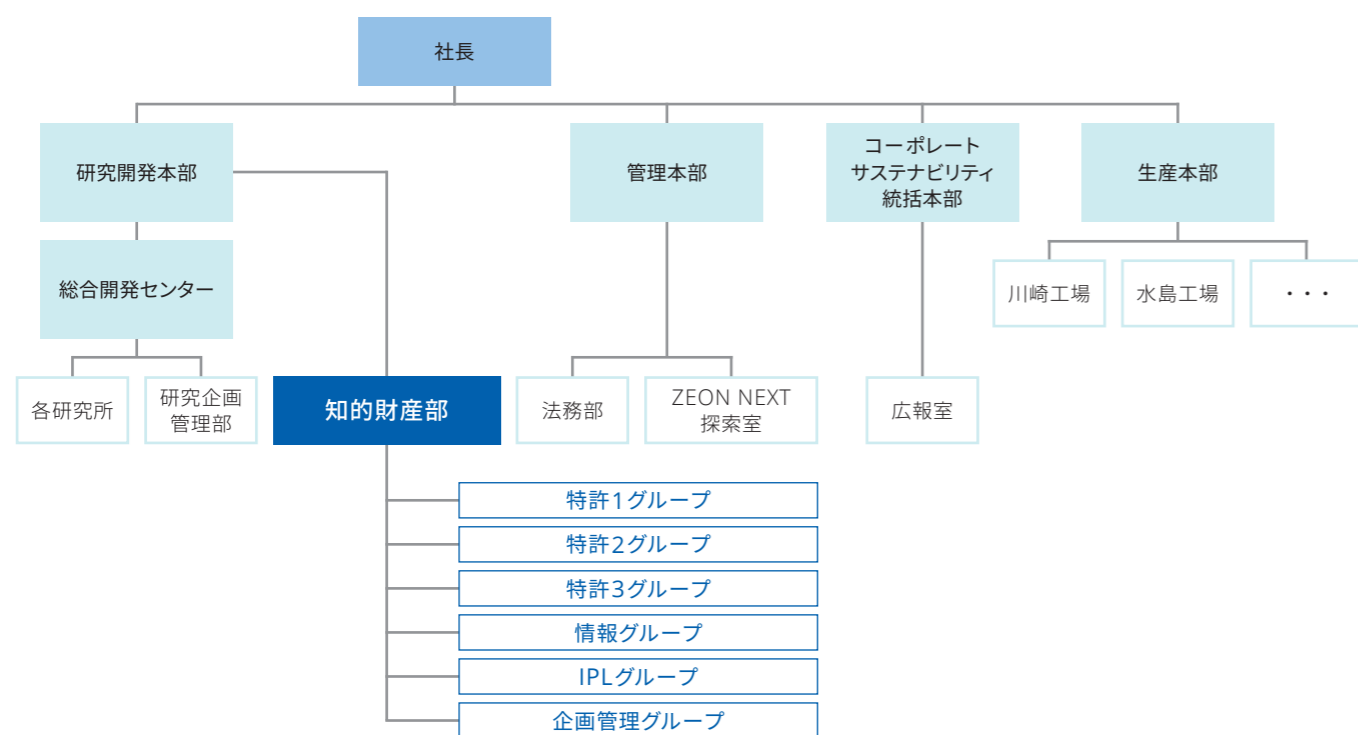 社長
研究開発本部
管理本部
コーポレート
サステナビリティ
統括本部
生産本部
総合開発センター
川崎工場
水島工場
・・・
各研究所
研究企画
管理部
知的財産部
法務部
ZEON NEXT
探索室
広報室
特許1グループ
特許2グループ
特許3グループ
情報グループ
IPLグループ
企画管理グループ